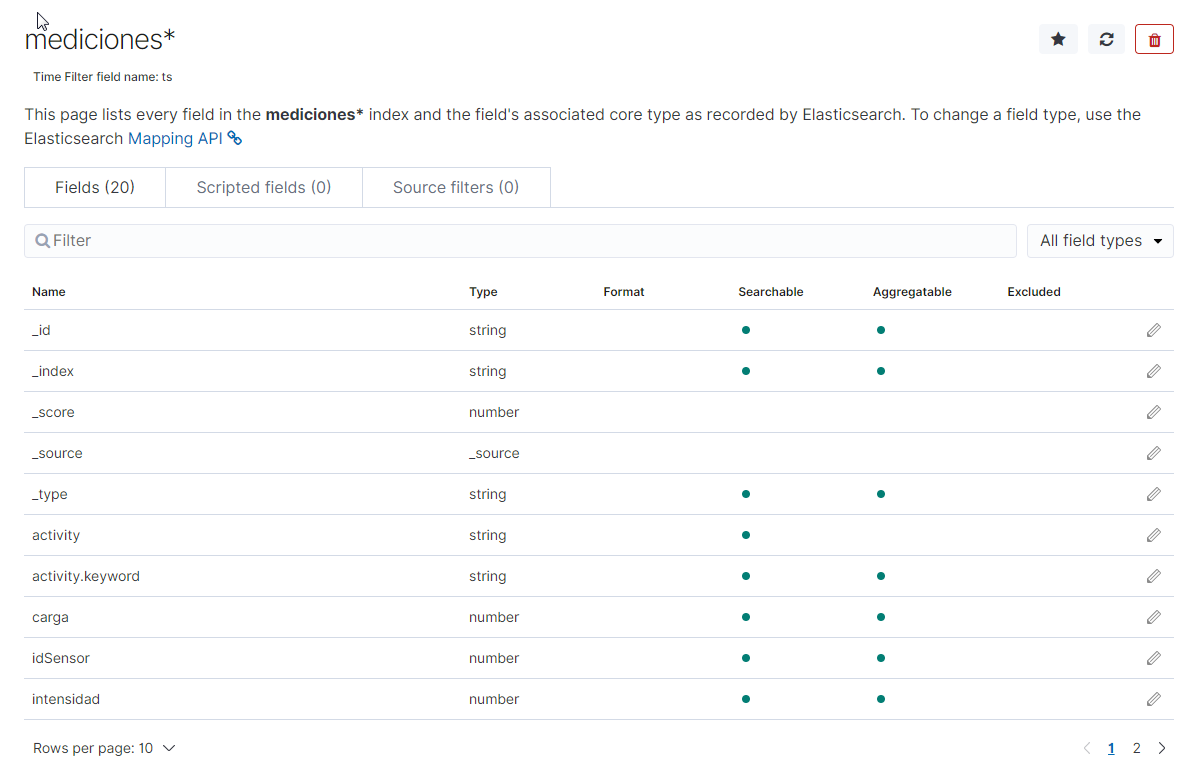 mediciones*
Time Filter field name: ts
This page lists every field in the mediciones* index and the field's associated core type as recorded by Elasticsearch. To change a field type, use the
Elasticsearch Mapping API
Fields (20) Scripted fields (0) Source filters (0)
Filter All field types
Name Type Format Searchable Aggregatable Excluded
_id string
_index string
_score number
_source _source
_type string
activity string
activity.keyword string
carga number
idSensor number
intensidad number
Rows per page: 10 1 2